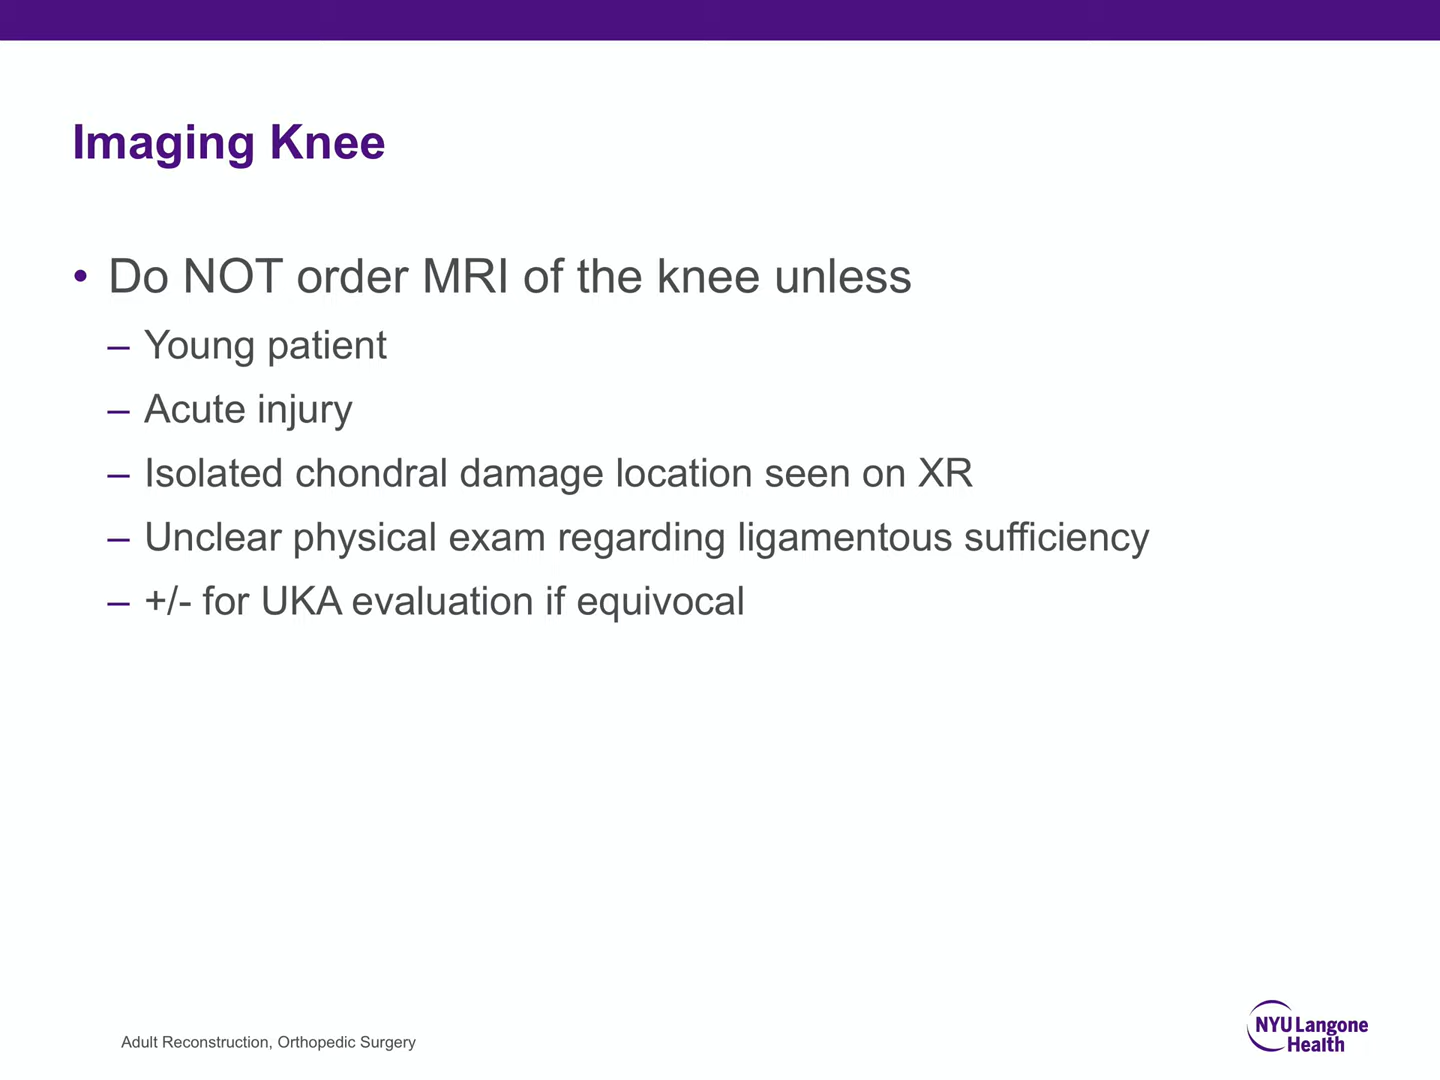 Imaging Knee
• Do NOT order MRI of the knee unless
– Young patient
– Acute injury
– Isolated chondral damage location seen on XR
– Unclear physical exam regarding ligamentous sufficiency
– +/- for UKA evaluation if equivocal
Adult Reconstruction, Orthopedic Surgery
NYU Langone
Health